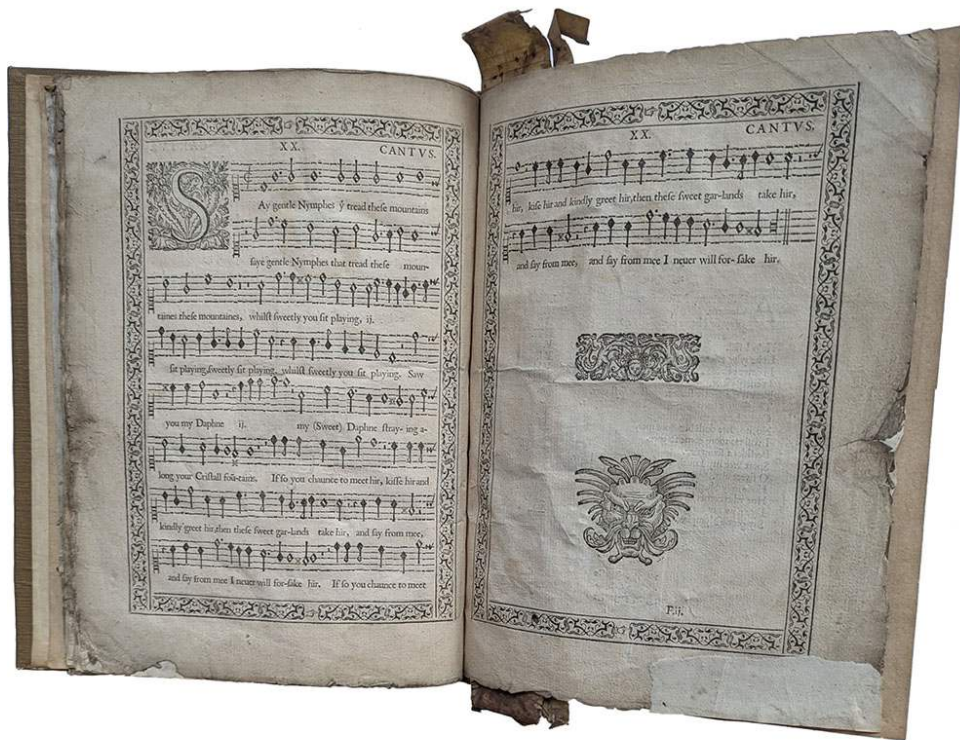 XX.
CANTVS.
SAy gentle Nymphes ẏ tread theſe mountains
ſaye gentle Nymphes that tread theſe moun-
taines theſe mountaines, whilſt ſweetly you ſit playing, ij.
ſit playing,ſweetly ſit playing, whilſt ſweetly you ſit playing. Saw
you my Daphne ij. my (Sweet) Daphne ſtray- ing a-
long your Criſtall foũ-tains. If ſo you chaunce to meet hir, kiſſe hir and
kindly greet hir,then theſe ſweet gar-lands take hir, and ſay from mee,
and ſay from mee I neuer will for-ſake hir. If ſo you chaunce to meet
XX.
CANTVS.
hir, kiſſe hir and kindly greet hir,then theſe ſweet gar-lands take hir,
and ſay from mee, and ſay from mee I neuer will for- ſake hir.